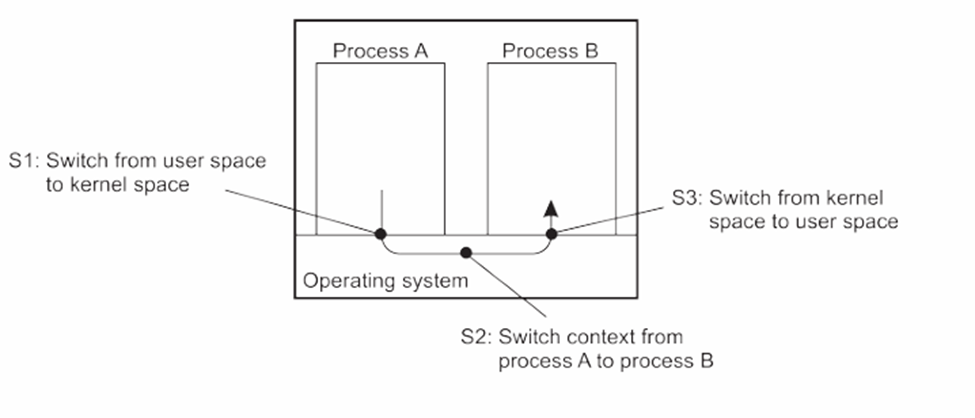 Process A
Process B
S1: Switch from user space
to kernel space
S3: Switch from kernel
space to user space
Operating system
S2: Switch context from
process A to process B